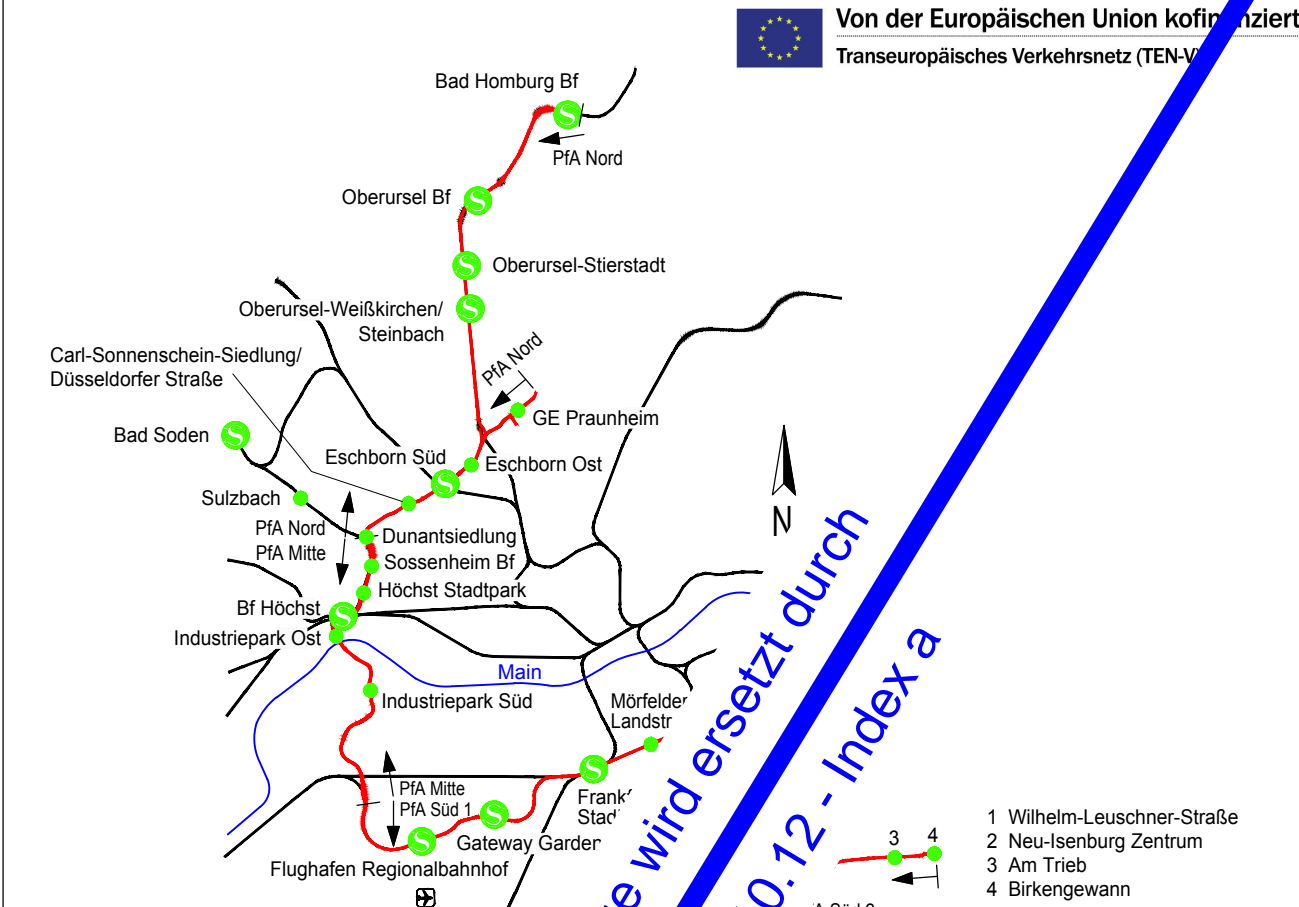 Von der Europäischen Union
Transeuropäisches Verkehrsnetz (TEN-V)
Bad Homburg Bf
PfA Nord
Oberursel Bf
Oberursel-Stierstadt
Oberursel-Weißkirchen/
Steinbach
PfA Nord
Carl-Sonnenschein-Siedlung/
Düsseldorfer Straße
GE Praunheim
Bad Soden
Eschborn Süd
Eschborn Ost
Sulzbach
PfA Nord
PfA Mitte
Dunantsiedlung
Sossenheim Bf
Höchst Stadtpark
Bf Höchst
Industriepark Ost
N
Main
Industriepark Süd
Mörfelder
Landstr
PfA Mitte
PfA Süd 1
Gateway Garden
Flughafen Regionalbahnhof
wird ersetzt durch
0.12 - Index a
3 4
1 Wilhelm-Leuschner-Straße
2 Neu-Isenburg Zentrum
3 Am Trieb
4 Birkengewann